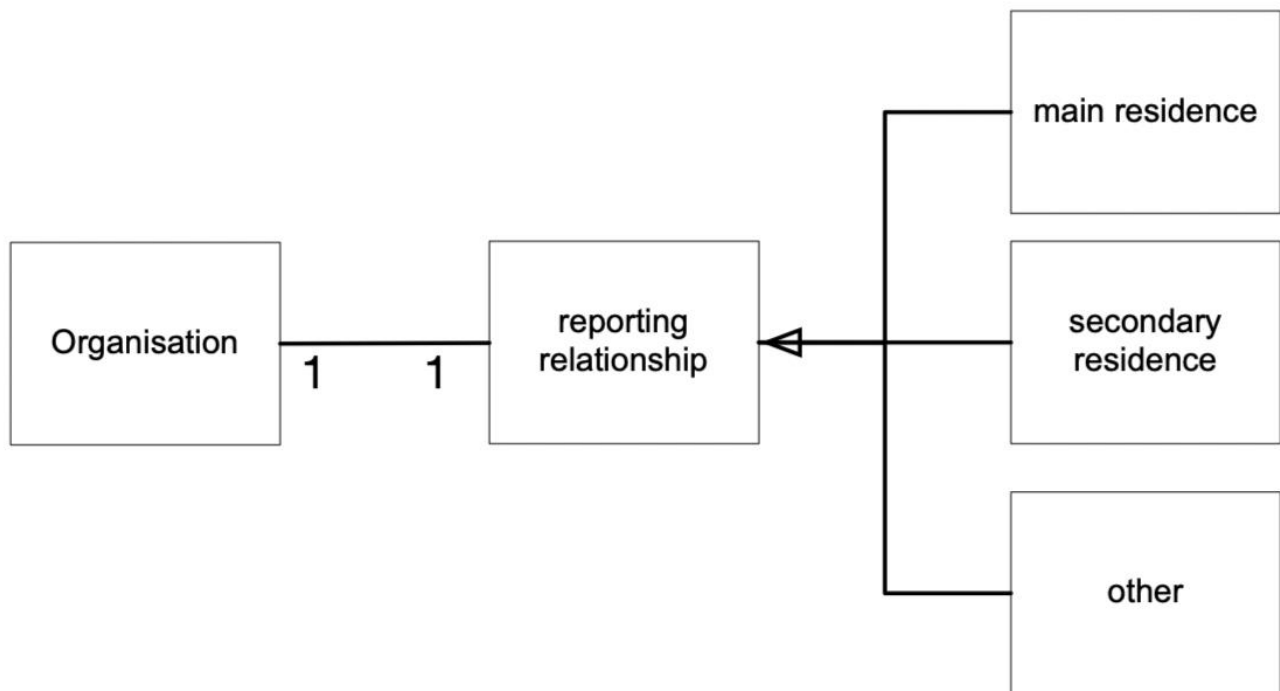 main residence
Organisation
1
1
reporting
relationship
secondary
residence
other